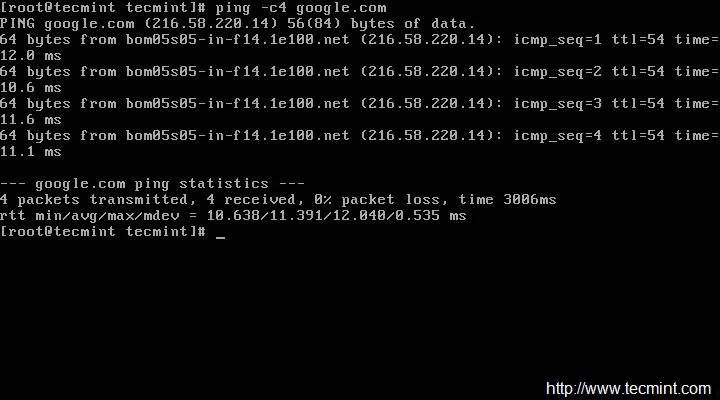 [root@tecmint tecmint]# ping -c4 google.com
PING google.com (216.58.220.14) 56(84) bytes of data.
64 bytes from bom05s05-in-f14.1e100.net (216.58.220.14): icmp_seq=1 ttl=54 time=
12.0 ms
64 bytes from bom05s05-in-f14.1e100.net (216.58.220.14): icmp_seq=2 ttl=54 time=
10.6 ms
64 bytes from bom05s05-in-f14.1e100.net (216.58.220.14): icmp_seq=3 ttl=54 time=
11.6 ms
64 bytes from bom05s05-in-f14.1e100.net (216.58.220.14): icmp_seq=4 ttl=54 time=
11.1 ms

--- google.com ping statistics ---
4 packets transmitted, 4 received, 0% packet loss, time 3006ms
rtt min/avg/max/mdev = 10.638/11.391/12.040/0.535 ms
[root@tecmint tecmint]# _
http://www.tecmint.com